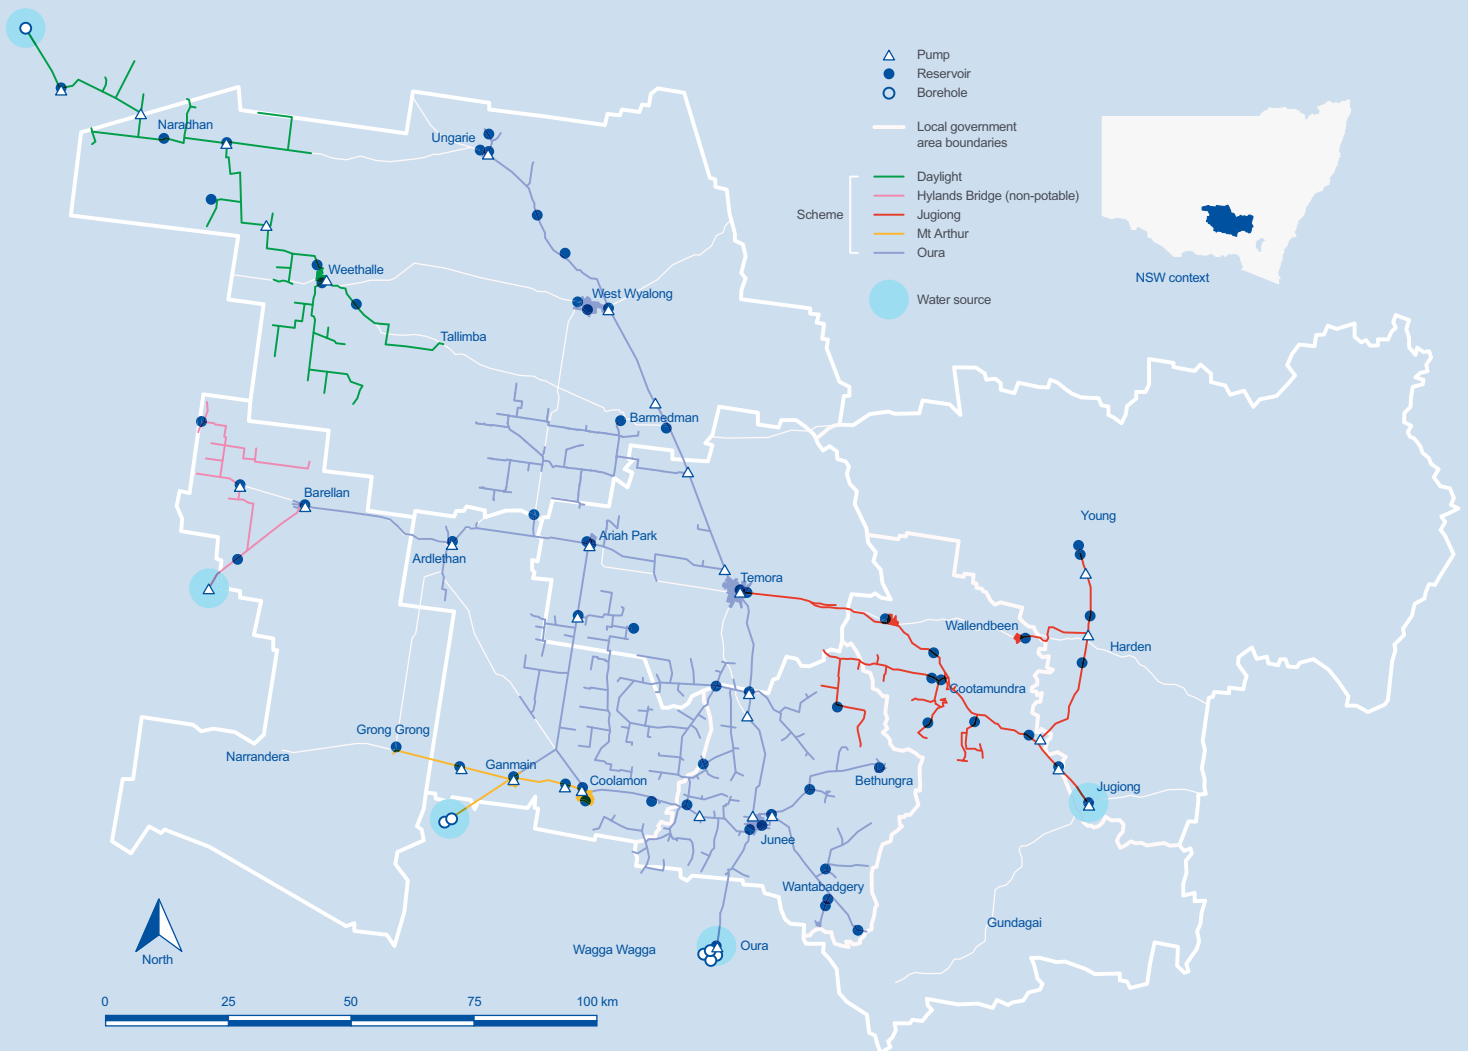 Pump
Reservoir
Borehole
Local government
area boundaries
Scheme
Daylight
Hylands Bridge (non-potable)
Jugiong
Mt Arthur
Oura
Water source
NSW context
Naradhan
Ungarie
Weethalle
West Wyalong
Tallimba
Barmedman
Barellan
Ariah Park
Ardlethan
Temora
Young
Wallendbeen
Harden
Cootamundra
Grong Grong
Narrandera
Ganmain
Coolamon
Bethungra
Jugiong
Junee
Wantabadgery
Gundagai
Wagga Wagga
Oura
North
0 25 50 75 100 km